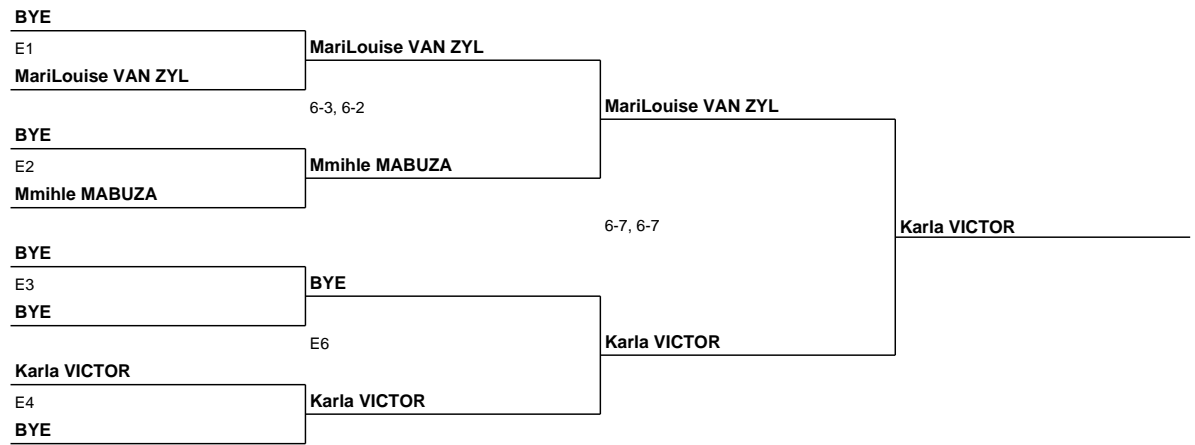 BYE
E1
MariLouise VAN ZYL
MariLouise VAN ZYL
6-3, 6-2
MariLouise VAN ZYL
BYE
E2
Mmihle MABUZA
Mmihle MABUZA
6-7, 6-7
Karla VICTOR
BYE
E3
BYE
BYE
E6
Karla VICTOR
Karla VICTOR
E4
Karla VICTOR
BYE